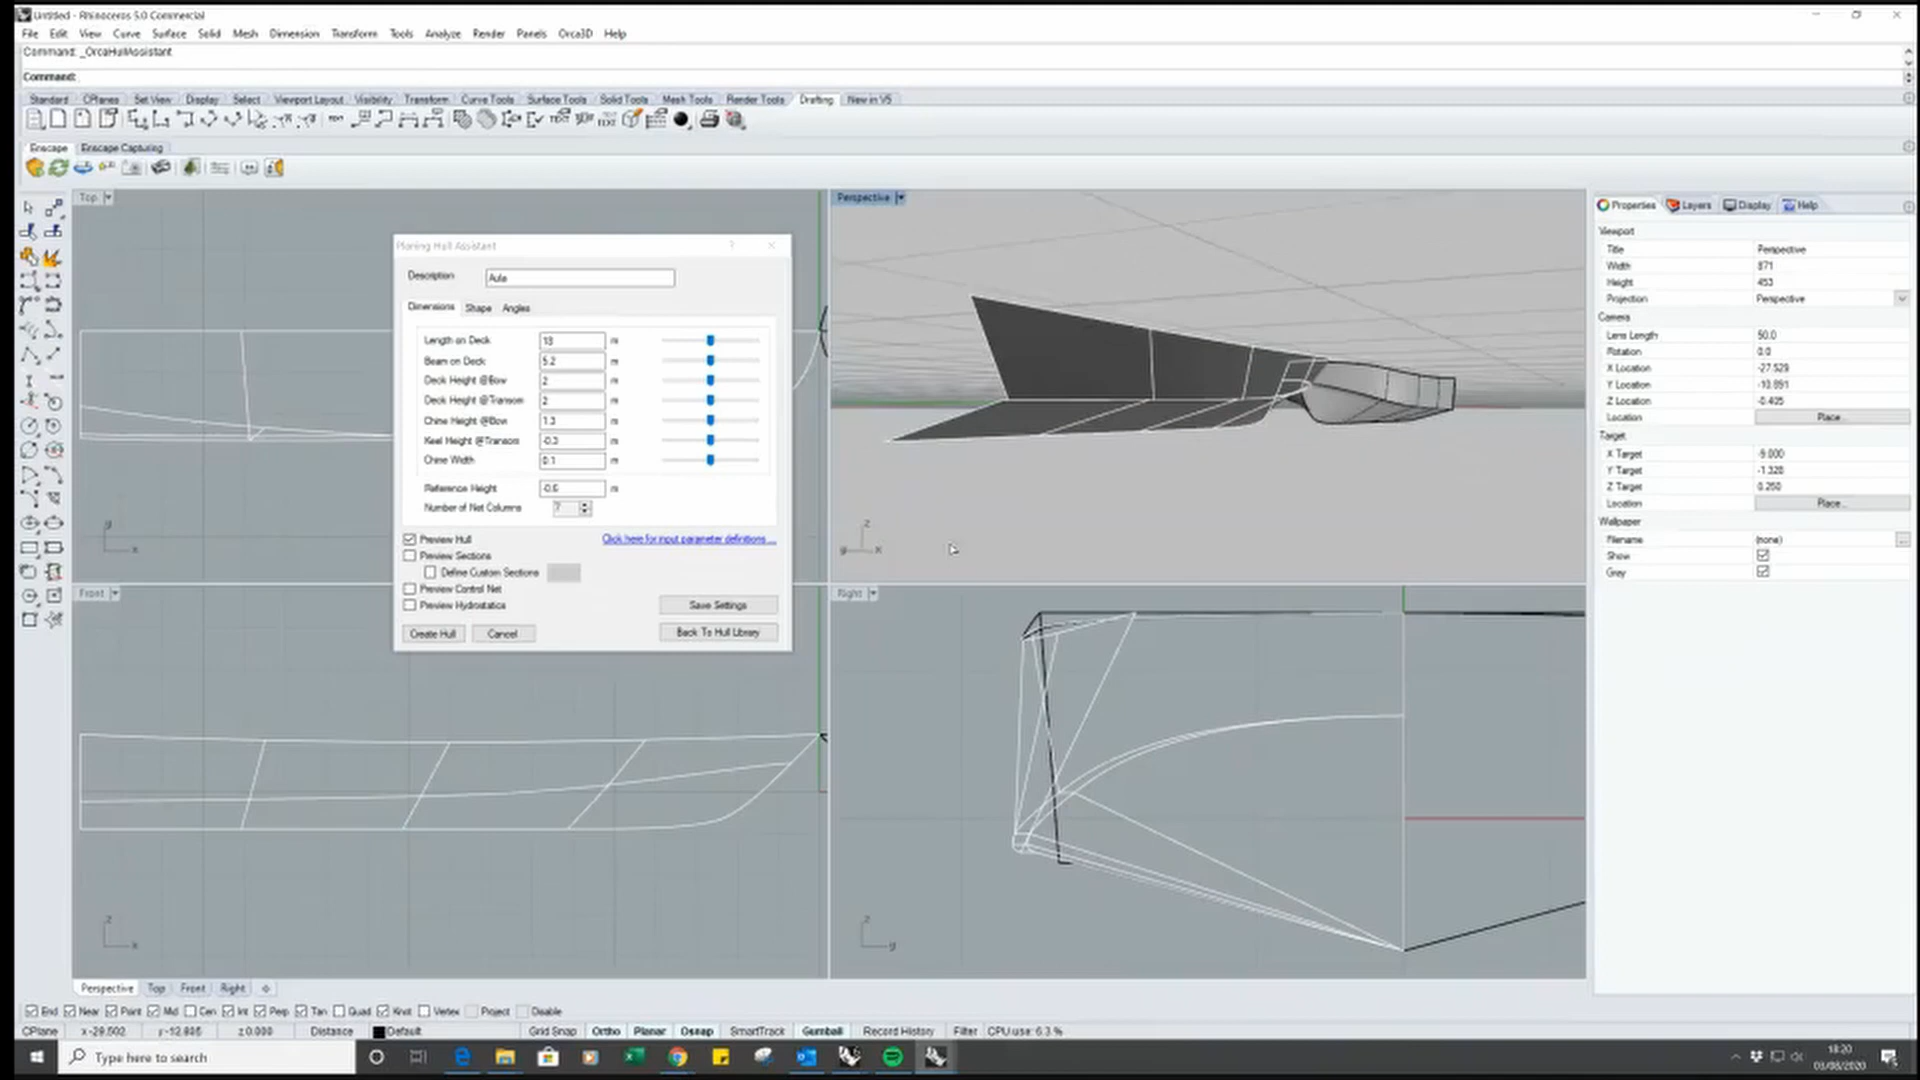 Untitled - Rhinoceros 5.0 Commercial
File Edit View Curve Surface Solid Mesh Dimension Transform Tools Analyze Render Panels Orca3D Help
Command: _OrcaHullAssistant
Command:
Standard CPlanes Set View Display Select Viewport Layout Visibility Transform Curve Tools Surface Tools Solid Tools Mesh Tools Render Tools Drafting New in V5
Enscape Enscape Capturing
Top
Perspective
Properties Layers Display Help
Planing Hull Assistant
Description Aula
Dimensions Shape Angles
Length on Deck 18 m
Beam on Deck 5.2 m
Deck Height @Bow 2 m
Deck Height @Transom 2 m
Chine Height @Bow 1.3 m
Keel Height @Transom -0.3 m
Chine Width 0.1 m
Reference Height -0.6 m
Number of Net Columns 7
Preview Hull Click here for input parameter definitions ...
Preview Sections
Define Custom Sections
Preview Control Net
Preview Hydrostatics
Save Settings
Create Hull Cancel Back To Hull Library
Viewport
Title Perspective
Width 871
Height 453
Projection Perspective
Camera
Lens Length 50.0
Rotation 0.0
X Location -27.529
Y Location -10.891
Z Location -0.405
Location Place...
Target
X Target -9.000
Y Target -1.328
Z Target 0.260
Location Place...
Wallpaper
Filename (none) ...
Show
Gray
y x
z y x
Front
Right
z x
z y
Perspective Top Front Right
End Near Point Mid Cen Int Perp Tan Quad Knot Vertex Project Disable
CPlane x -29.502 y -12.805 z 0.000 Distance Default Grid Snap Ortho Planar Osnap SmartTrack Gumball Record History Filter CPU use: 6.3 %
Type here to search
18:20
03/08/2020